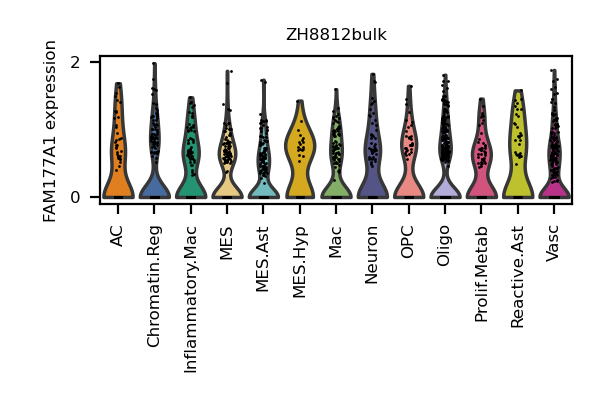 ZH8812bulk
FAM177A1 expression
2
0
AC
Chromatin.Reg
Inflammatory.Mac
MES
MES.Ast
MES.Hyp
Mac
Neuron
OPC
Oligo
Prolif.Metab
Reactive.Ast
Vasc